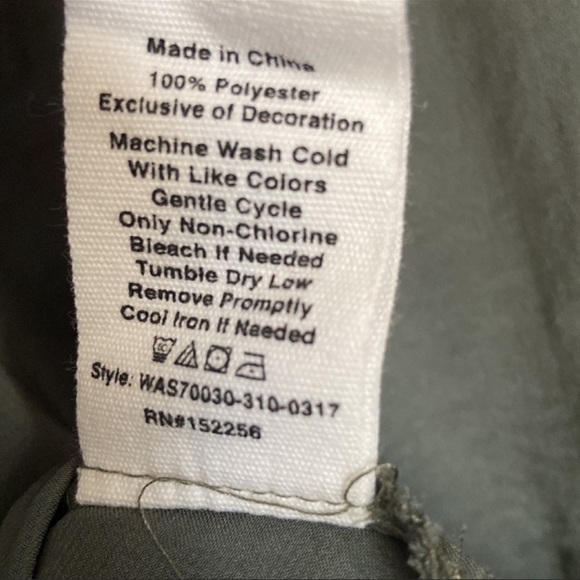 Made in China
100% Polyester
Exclusive of Decoration
Machine Wash Cold
With Like Colors
Gentle Cycle
Only Non-Chlorine
Bleach If Needed
Tumble Dry Low
Remove Promptly
Cool Iron If Needed
Style: WAS70030-310-0317
RN#152256